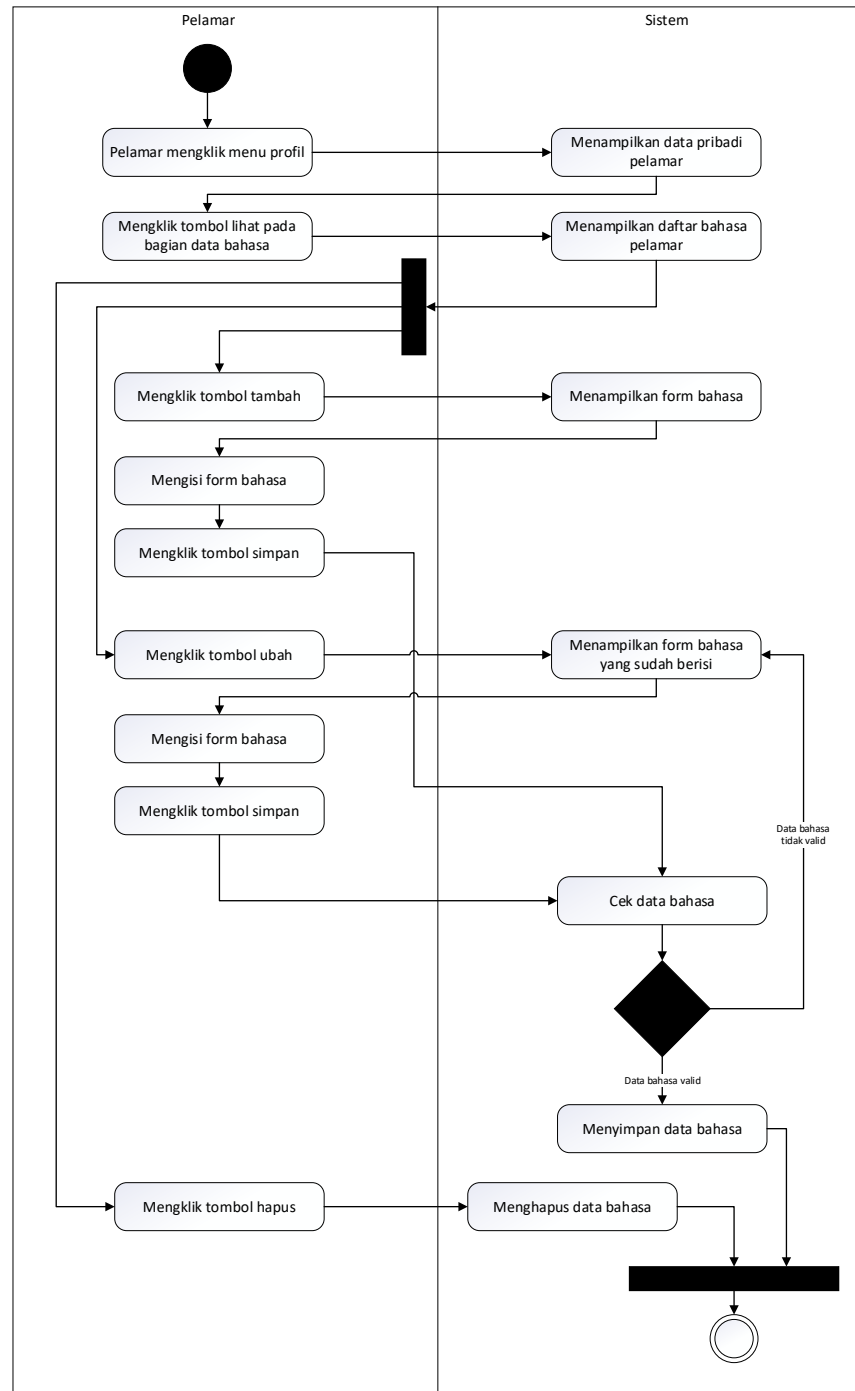 Pelamar
Sistem
Pelamar mengklik menu profil
Menampilkan data pribadi
pelamar
Mengklik tombol lihat pada
bagian data bahasa
Menampilkan daftar bahasa
pelamar
Mengklik tombol tambah
Menampilkan form bahasa
Mengisi form bahasa
Mengklik tombol simpan
Mengklik tombol ubah
Menampilkan form bahasa
yang sudah berisi
Mengisi form bahasa
Mengklik tombol simpan
Data bahasa
tidak valid
Cek data bahasa
Data bahasa valid
Menyimpan data bahasa
Mengklik tombol hapus
Menghapus data bahasa